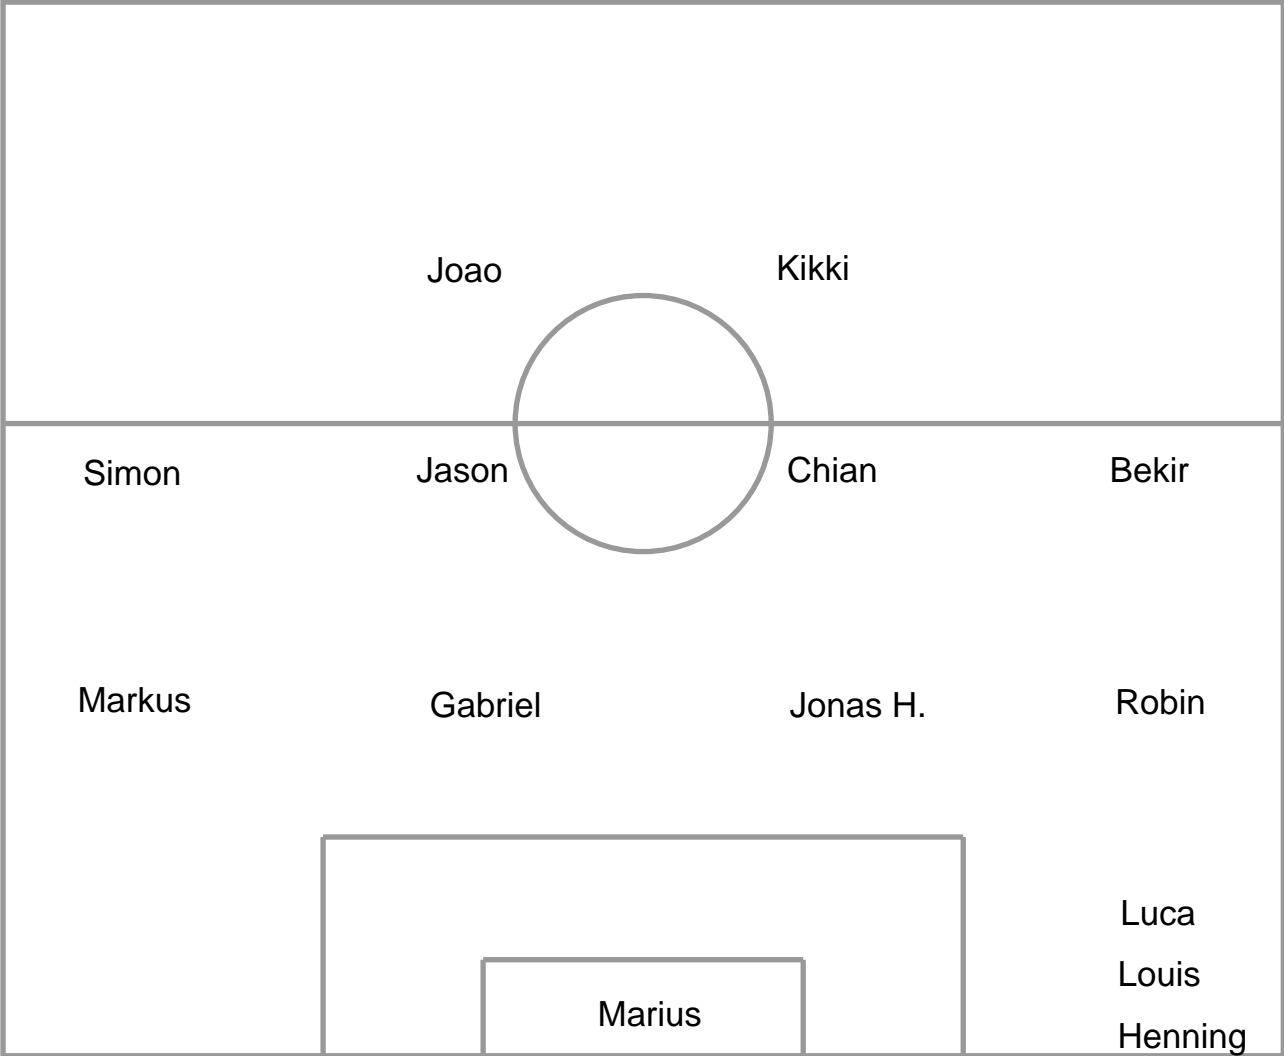 Joao Kikki
Simon Jason Chian Bekir
Markus Gabriel Jonas H. Robin
Luca
Louis
Marius
Henning